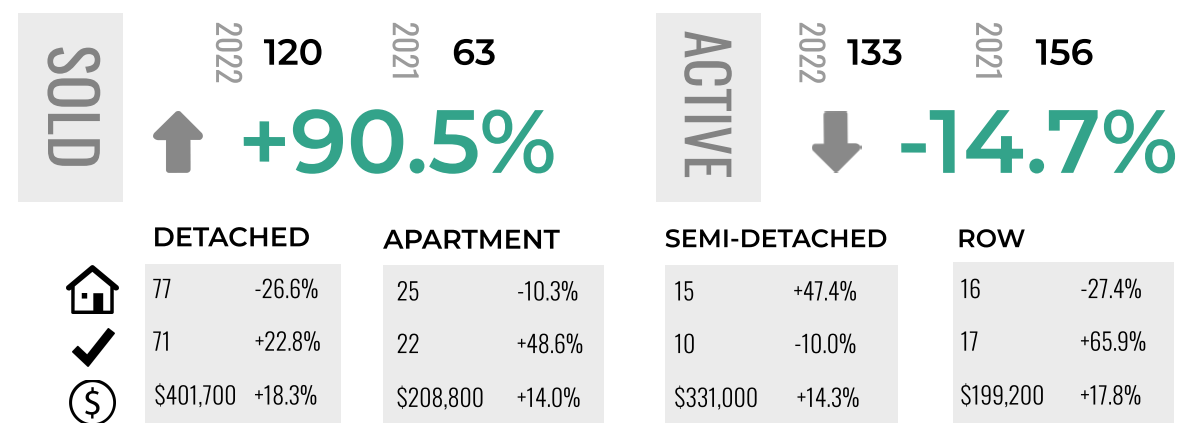 SOLD
2022 120 2021 63
+90.5%
ACTIVE
2022 133 2021 156
-14.7%
DETACHED
77 -26.6%
71 +22.8%
$401,700 +18.3%
APARTMENT
25 -10.3%
22 +48.6%
$208,800 +14.0%
SEMI-DETACHED
15 +47.4%
10 -10.0%
$331,000 +14.3%
ROW
16 -27.4%
17 +65.9%
$199,200 +17.8%
$